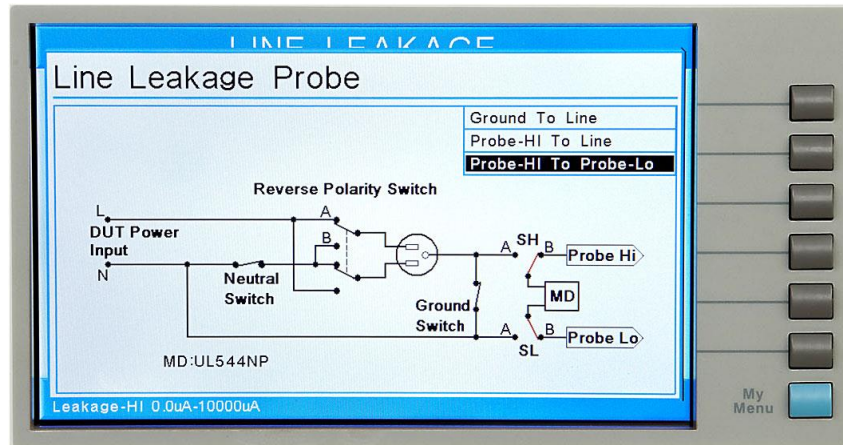 LINE LEAKAGE
Line Leakage Probe
Ground To Line
Probe-HI To Line
Probe-HI To Probe-Lo
Reverse Polarity Switch
L
A
DUT Power
Input
B
A
SH
B
Probe Hi
N
Neutral
Switch
MD
Ground
Switch
A
B
Probe Lo
SL
MD:UL544NP
Leakage-HI 0.0uA-10000uA
My
Menu